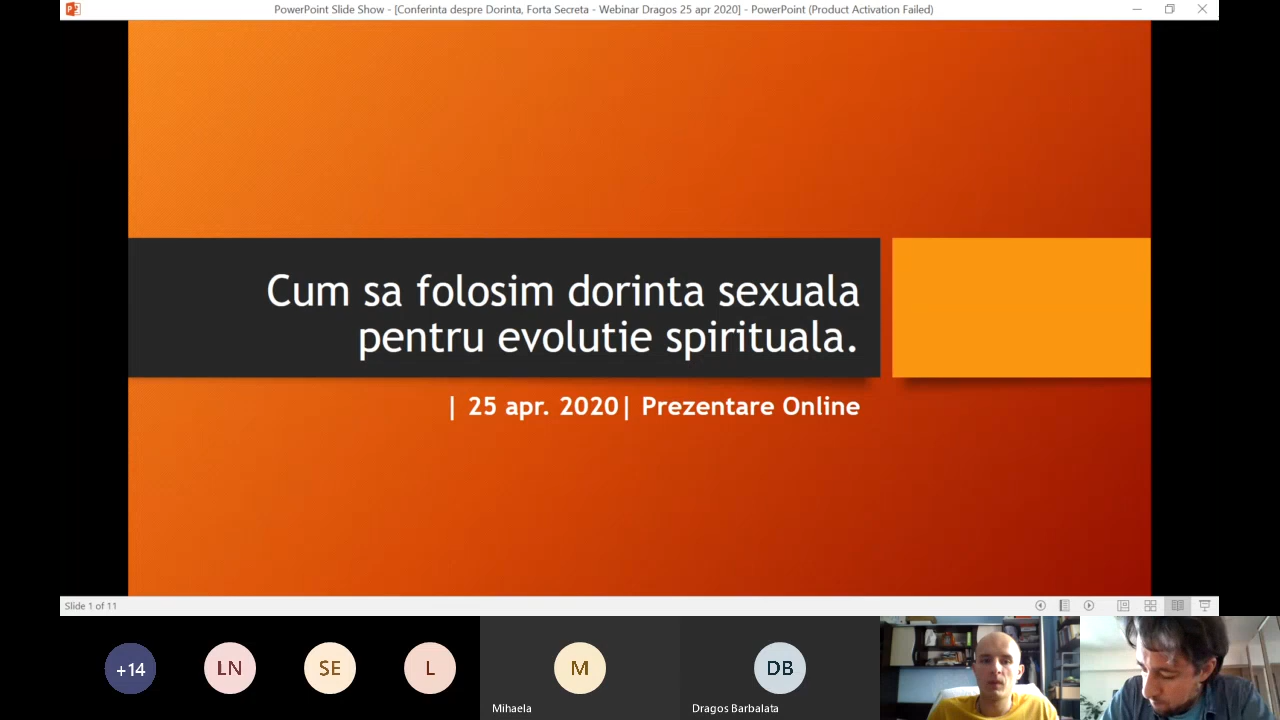 PowerPoint Slide Show - [Conferinta despre Dorinta, Forta Secreta - Webinar Dragos 25 apr 2020] - PowerPoint (Product Activation Failed)
Cum sa folosim dorinta sexuala
pentru evolutie spirituala.
| 25 apr. 2020| Prezentare Online
Slide 1 of 11
+14
LN
SE
L
M
DB
Mihaela
Dragos Barbalata